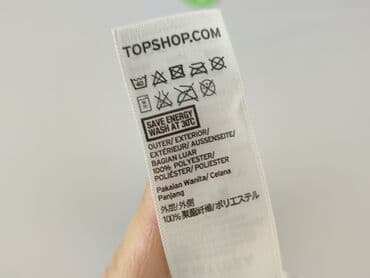 TOPSHOP.COM
SAVE ENERGY
WASH AT 30°C
OUTER/ EXTERIOR/
EXTÉRIEUR/ AUSSENSEITE/
BAGIAN LUAR
100% POLYESTER/
POLIÉSTER/ POLIESTER
Pakaian Wanita/ Celana
Panjang
外层/ 外側
100% 聚酯纤维/ポリエステル